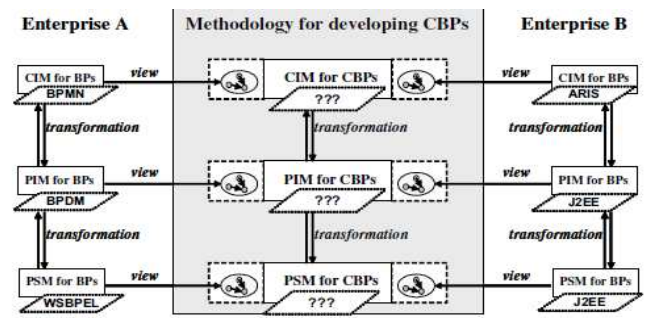 Enterprise A Methodology for developing CBPs Enterprise B
CIM for BPs view CIM for CBPs view CIM for BPs
BPMN ??? ARIS
transformation transformation transformation
PIM for BPs view PIM for CBPs view PIM for BPs
BPDM ??? J2EE
transformation transformation transformation
PSM for BPs view PSM for CBPs view PSM for BPs
WSBPEL ??? J2EE